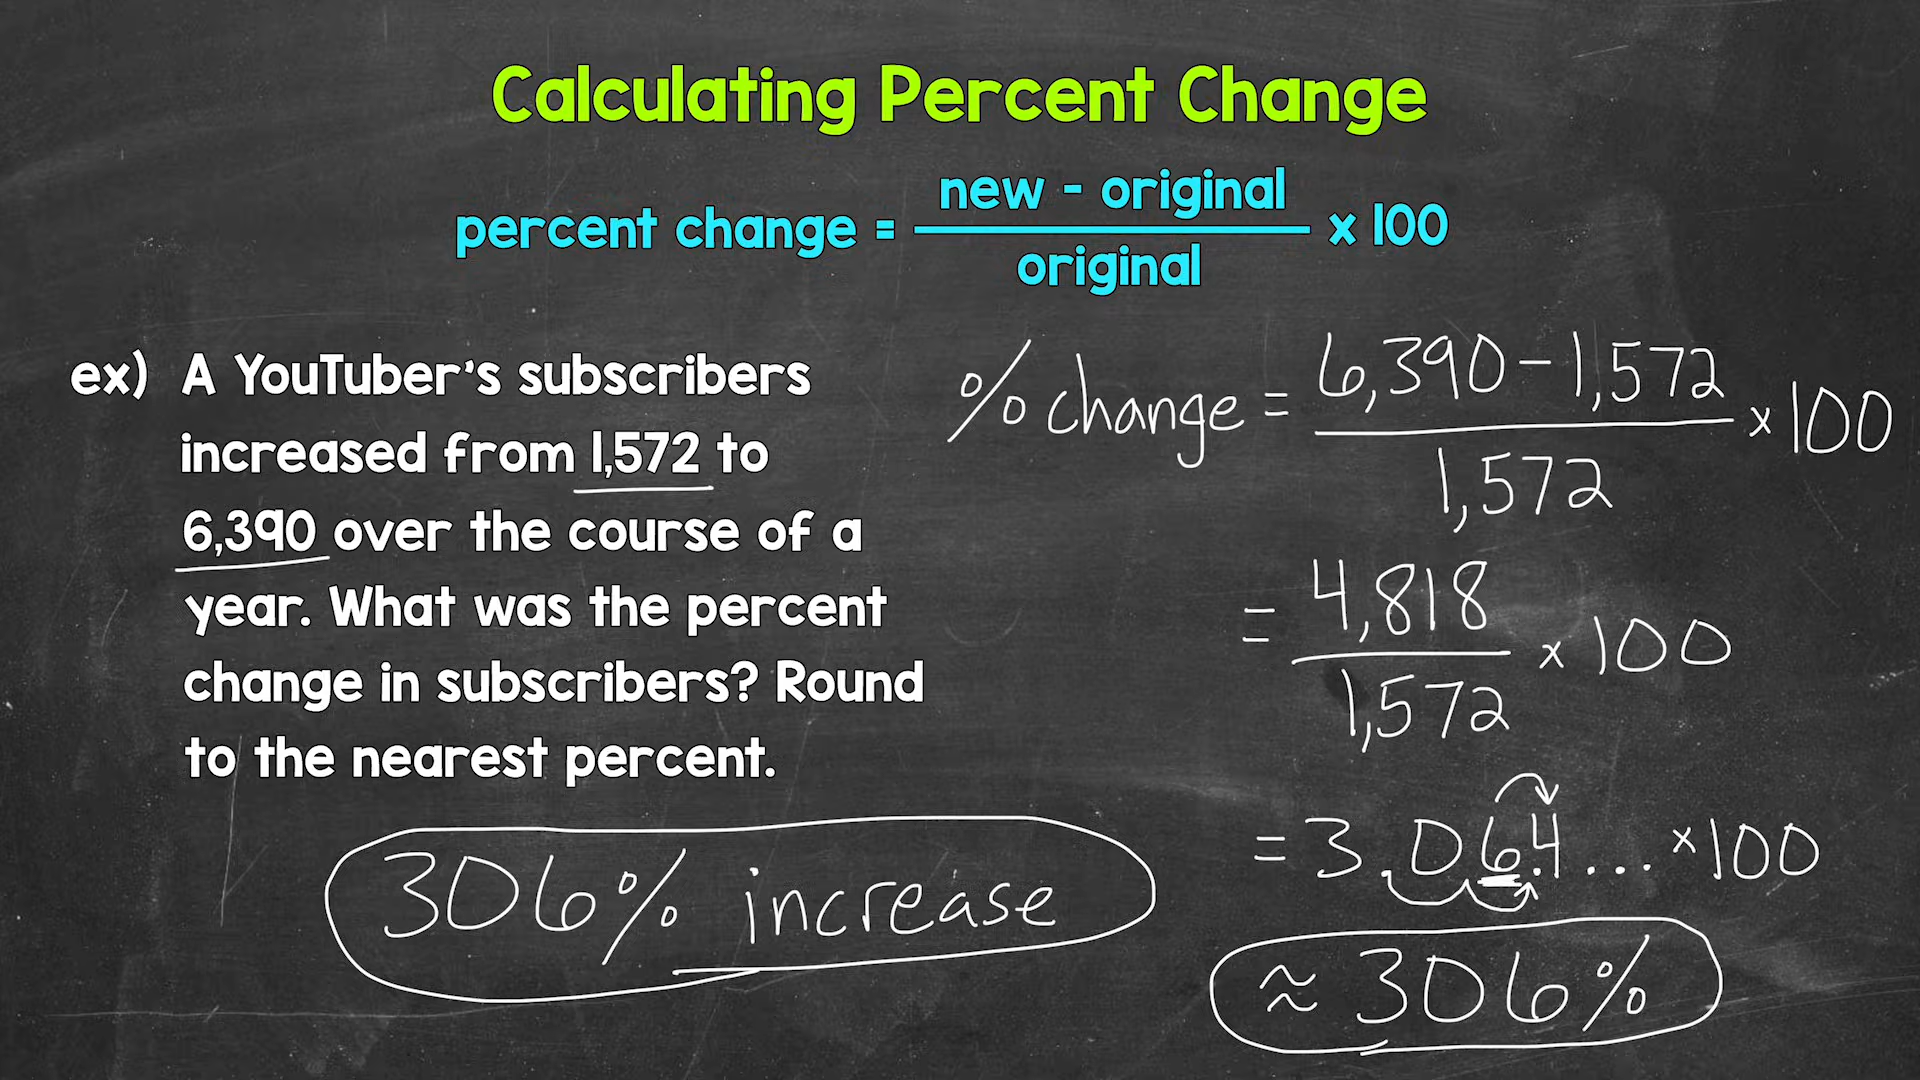 Calculating Percent Change
percent change = new - original / original x 100
ex) A YouTuber's subscribers
increased from 1,572 to
6,390 over the course of a
year. What was the percent
change in subscribers? Round
to the nearest percent.
% change = 6,390 - 1,572 / 1,572 x 100
= 4,818 / 1,572 x 100
= 3.064... x 100
≈ 306%
306% increase